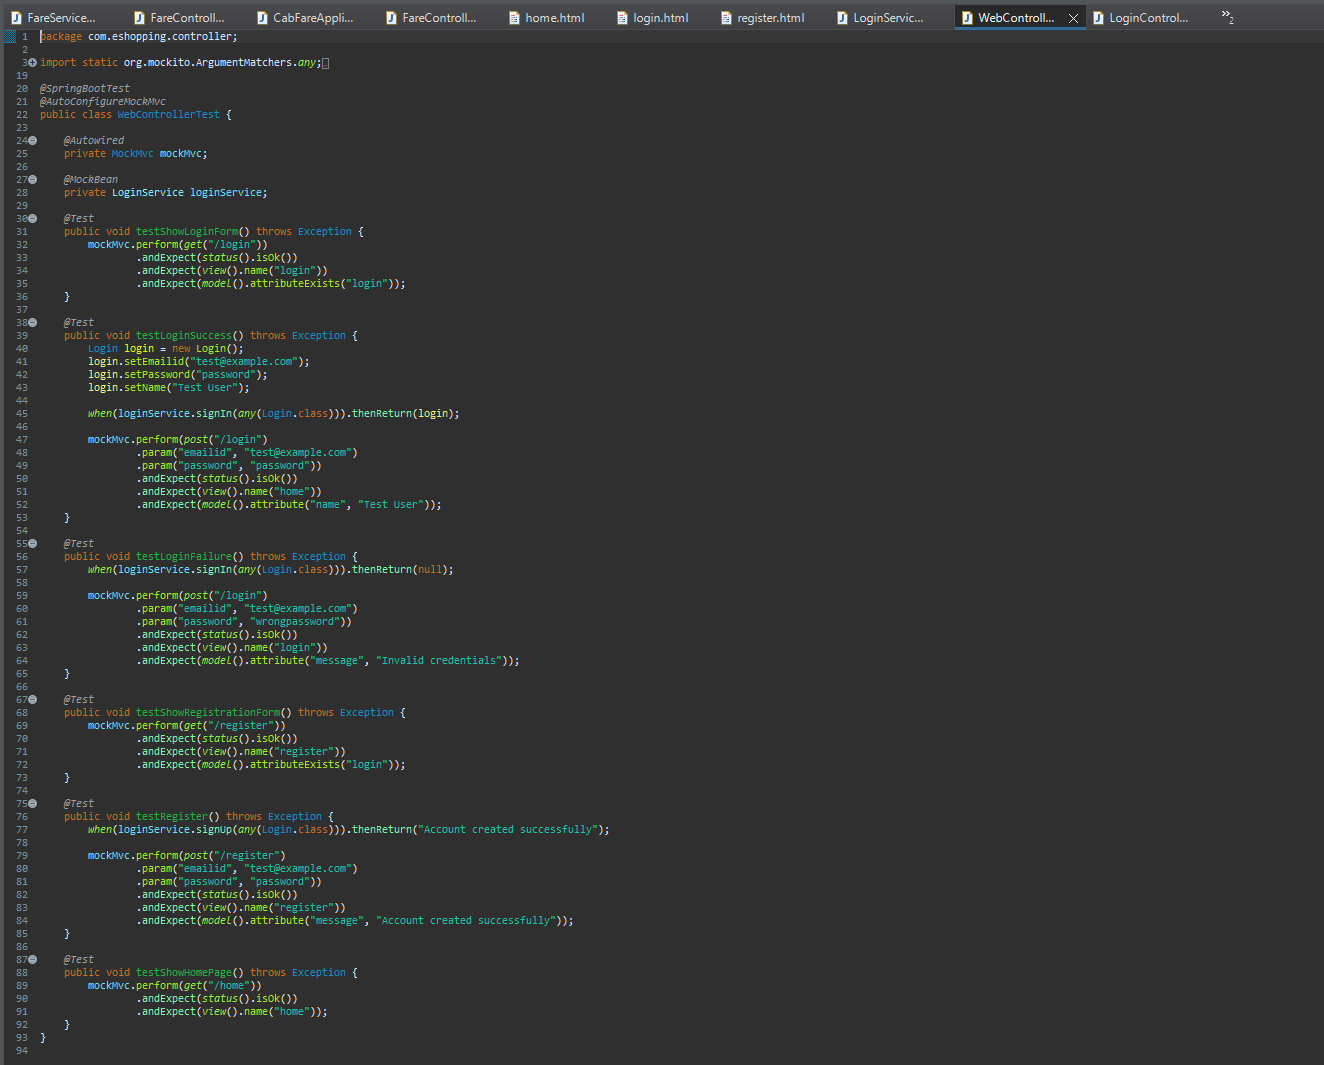 FareService... FareControll... CabFareAppli... FareControll... home.html login.html register.html LoginServic... WebControll... LoginControl... »2
1 package com.eshopping.controller;
2
3 import static org.mockito.ArgumentMatchers.any;
19
20 @SpringBootTest
21 @AutoConfigureMockMvc
22 public class WebControllerTest {
23
24     @Autowired
25     private MockMvc mockMvc;
26
27     @MockBean
28     private LoginService loginService;
29
30     @Test
31     public void testShowLoginForm() throws Exception {
32         mockMvc.perform(get("/login"))
33                 .andExpect(status().isOk())
34                 .andExpect(view().name("login"))
35                 .andExpect(model().attributeExists("login"));
36     }
37
38     @Test
39     public void testLoginSuccess() throws Exception {
40         Login login = new Login();
41         login.setEmailid("test@example.com");
42         login.setPassword("password");
43         login.setName("Test User");
44
45         when(loginService.signIn(any(Login.class))).thenReturn(login);
46
47         mockMvc.perform(post("/login")
48                 .param("emailid", "test@example.com")
49                 .param("password", "password"))
50                 .andExpect(status().isOk())
51                 .andExpect(view().name("home"))
52                 .andExpect(model().attribute("name", "Test User"));
53     }
54
55     @Test
56     public void testLoginFailure() throws Exception {
57         when(loginService.signIn(any(Login.class))).thenReturn(null);
58
59         mockMvc.perform(post("/login")
60                 .param("emailid", "test@example.com")
61                 .param("password", "wrongpassword"))
62                 .andExpect(status().isOk())
63                 .andExpect(view().name("login"))
64                 .andExpect(model().attribute("message", "Invalid credentials"));
65     }
66
67     @Test
68     public void testShowRegistrationForm() throws Exception {
69         mockMvc.perform(get("/register"))
70                 .andExpect(status().isOk())
71                 .andExpect(view().name("register"))
72                 .andExpect(model().attributeExists("login"));
73     }
74
75     @Test
76     public void testRegister() throws Exception {
77         when(loginService.signUp(any(Login.class))).thenReturn("Account created successfully");
78
79         mockMvc.perform(post("/register")
80                 .param("emailid", "test@example.com")
81                 .param("password", "password"))
82                 .andExpect(status().isOk())
83                 .andExpect(view().name("register"))
84                 .andExpect(model().attribute("message", "Account created successfully"));
85     }
86
87     @Test
88     public void testShowHomePage() throws Exception {
89         mockMvc.perform(get("/home"))
90                 .andExpect(status().isOk())
91                 .andExpect(view().name("home"));
92     }
93 }
94